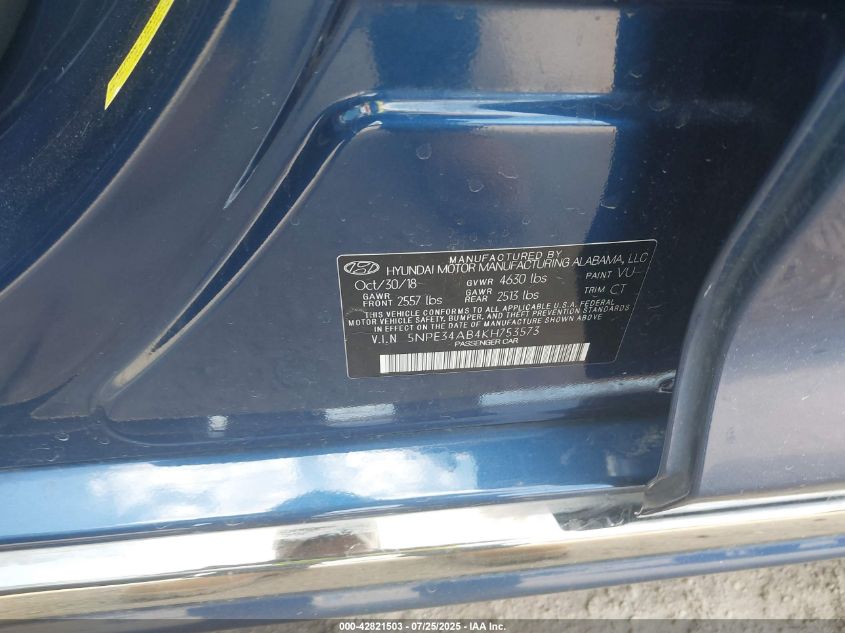 MANUFACTURED BY
HYUNDAI MOTOR MANUFACTURING ALABAMA, LLC
Oct/30/18 GVWR 4630 lbs PAINT VU
GAWR FRONT 2557 lbs GAWR REAR 2513 lbs TRIM CT
THIS VEHICLE CONFORMS TO ALL APPLICABLE U.S.A. FEDERAL
MOTOR VEHICLE SAFETY, BUMPER, AND THEFT PREVENTION STANDARDS
IN EFFECT ON THE DATE OF MANUFACTURE SHOWN ABOVE
V.I.N 5NPE34AB4KH753573
PASSENGER CAR
000-42821503 - 07/25/2025 - IAA Inc.